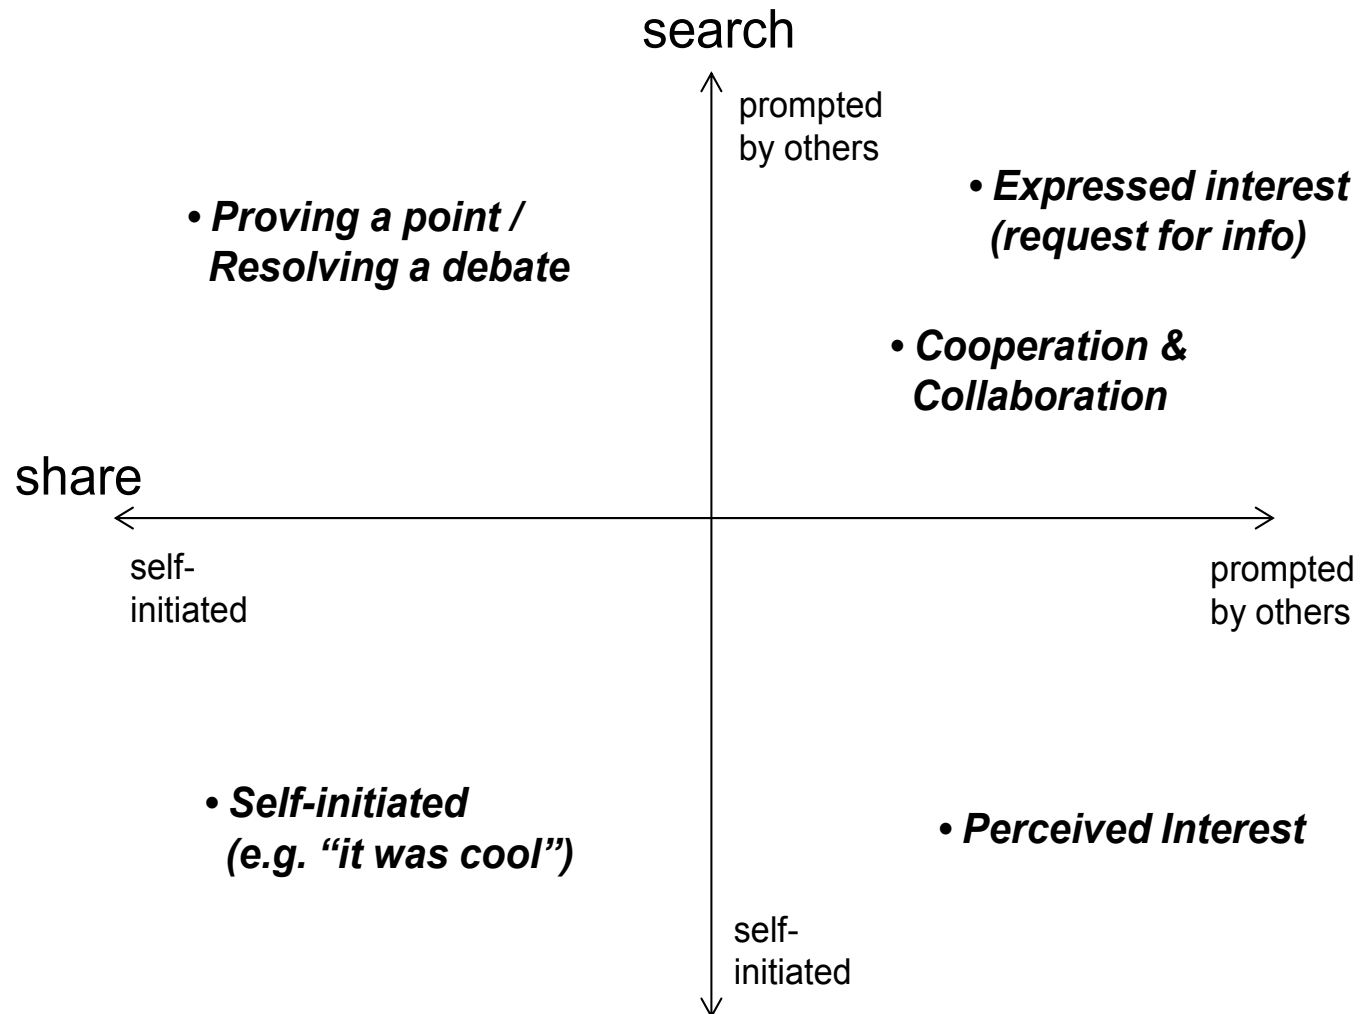 search
prompted
by others
• Proving a point /
Resolving a debate
• Expressed interest
(request for info)
• Cooperation &
Collaboration
share
self-
initiated
prompted
by others
• Self-initiated
(e.g. “it was cool”)
• Perceived Interest
self-
initiated